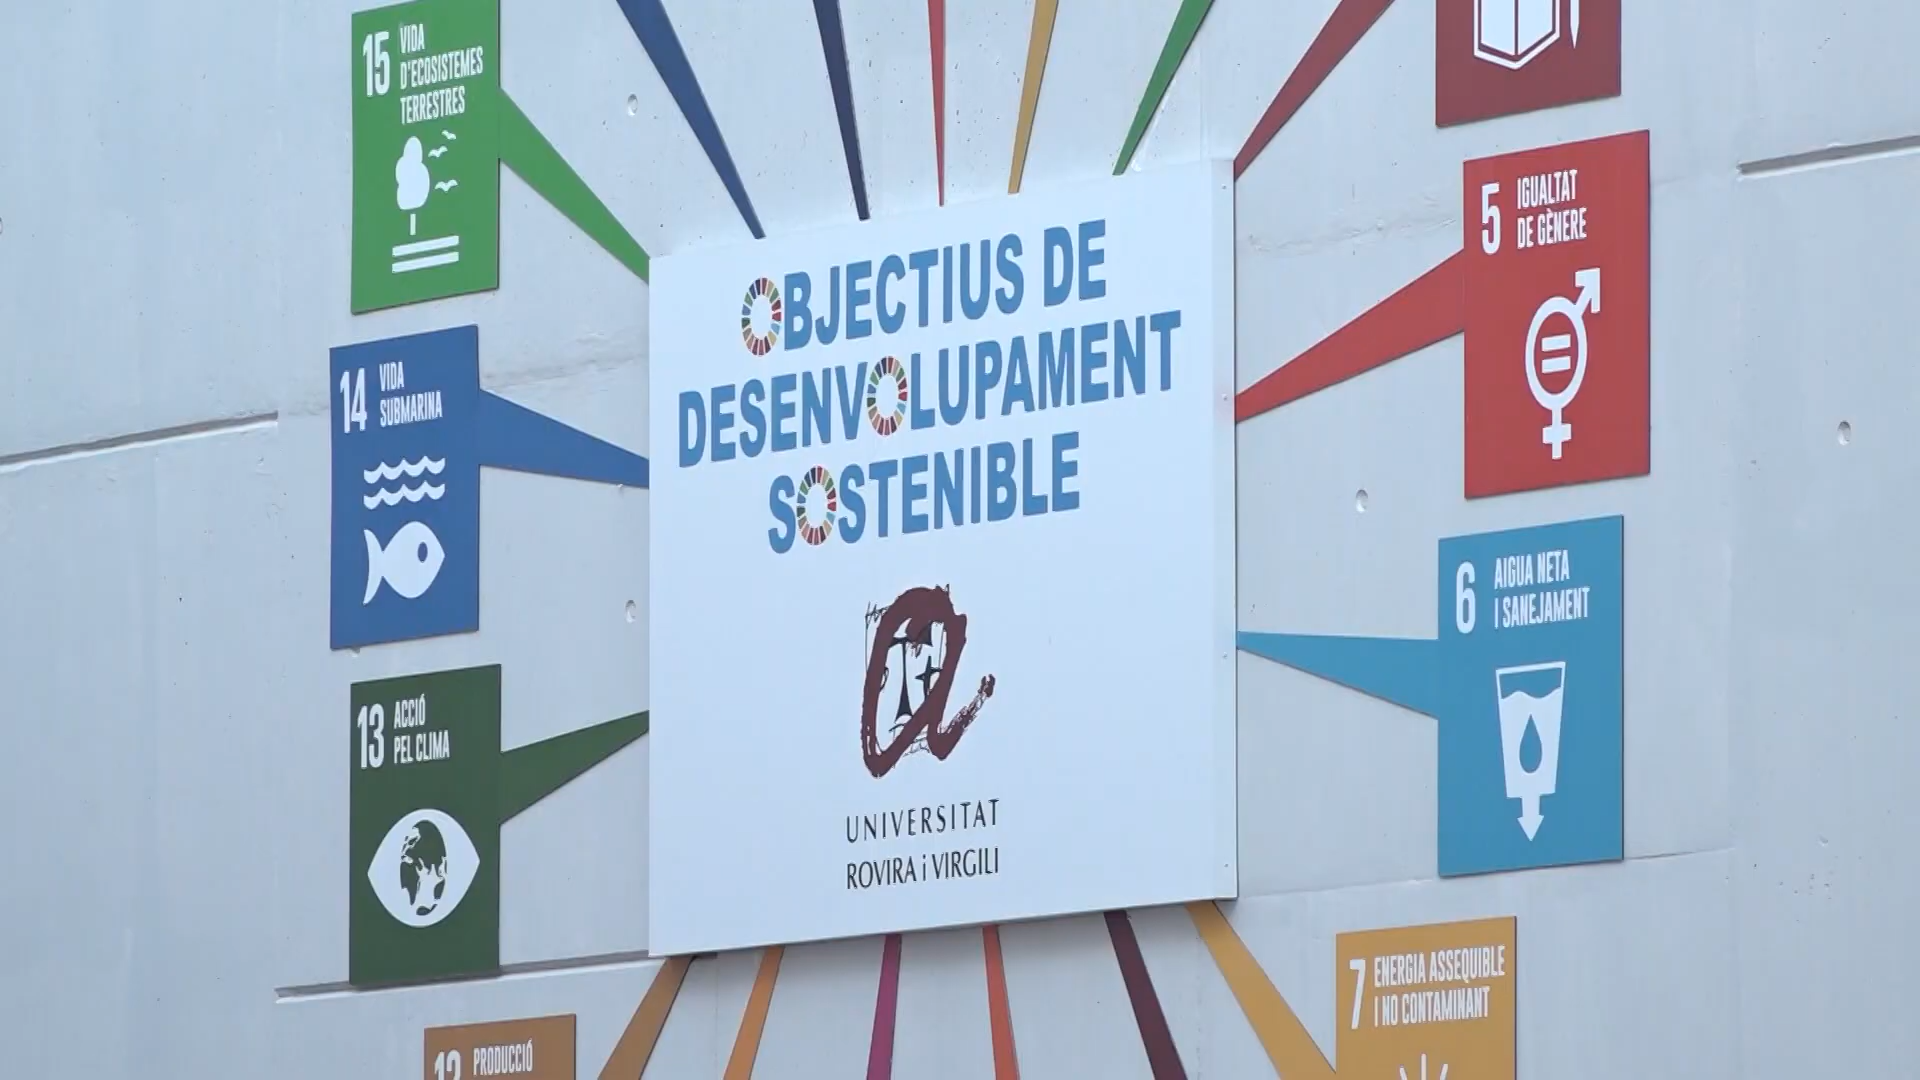 15 VIDA
D'ECOSISTEMES
TERRESTRES
14 VIDA
SUBMARINA
13 ACCIÓ
PEL CLIMA
12 PRODUCCIÓ
OBJECTIUS DE
DESENVOLUPAMENT
SOSTENIBLE
UNIVERSITAT
ROVIRA i VIRGILI
5 IGUALTAT
DE GÈNERE
6 AIGUA NETA
I SANEJAMENT
7 ENERGIA ASSEQUIBLE
I NO CONTAMINANT